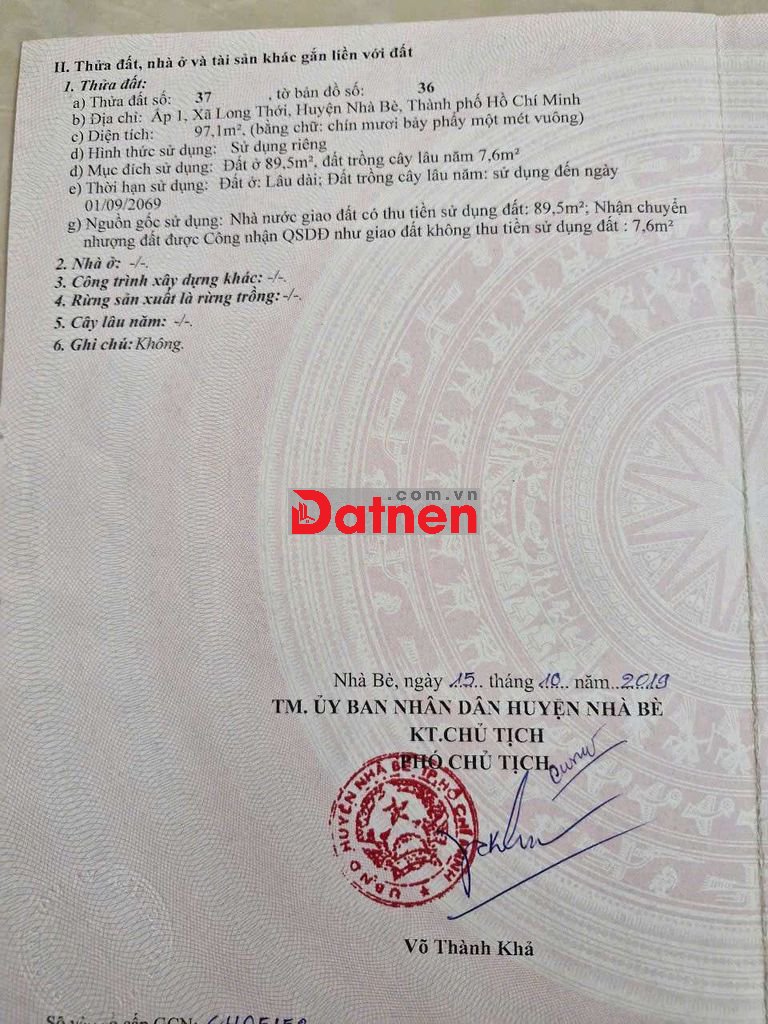 II. Thửa đất, nhà ở và tài sản khác gắn liền với đất
1. Thửa đất:
a) Thửa đất số: 37 , tờ bản đồ số: 36
b) Địa chỉ: Ấp 1, Xã Long Thới, Huyện Nhà Bè, Thành phố Hồ Chí Minh
c) Diện tích: 97,1m², (bằng chữ: chín mươi bảy phẩy một mét vuông)
d) Hình thức sử dụng: Sử dụng riêng
đ) Mục đích sử dụng: Đất ở 89,5m², đất trồng cây lâu năm 7,6m²
e) Thời hạn sử dụng: Đất ở: Lâu dài; Đất trồng cây lâu năm: sử dụng đến ngày
01/09/2069
g) Nguồn gốc sử dụng: Nhà nước giao đất có thu tiền sử dụng đất: 89,5m²; Nhận chuyển
nhượng đất được Công nhận QSDĐ như giao đất không thu tiền sử dụng đất : 7,6m²
2. Nhà ở: -/-.
3. Công trình xây dựng khác: -/-.
4. Rừng sản xuất là rừng trồng: -/-.
5. Cây lâu năm: -/-.
6. Ghi chú: Không.
.com.vn
Datnen
Nhà Bè, ngày 15 tháng 10 năm 2019
TM. ỦY BAN NHÂN DÂN HUYỆN NHÀ BÈ
KT.CHỦ TỊCH
PHÓ CHỦ TỊCH
U.B.N.D HUYỆN NHÀ BÈ T.P HỒ CHÍ MINH
Võ Thành Khả
GCN: CH05158